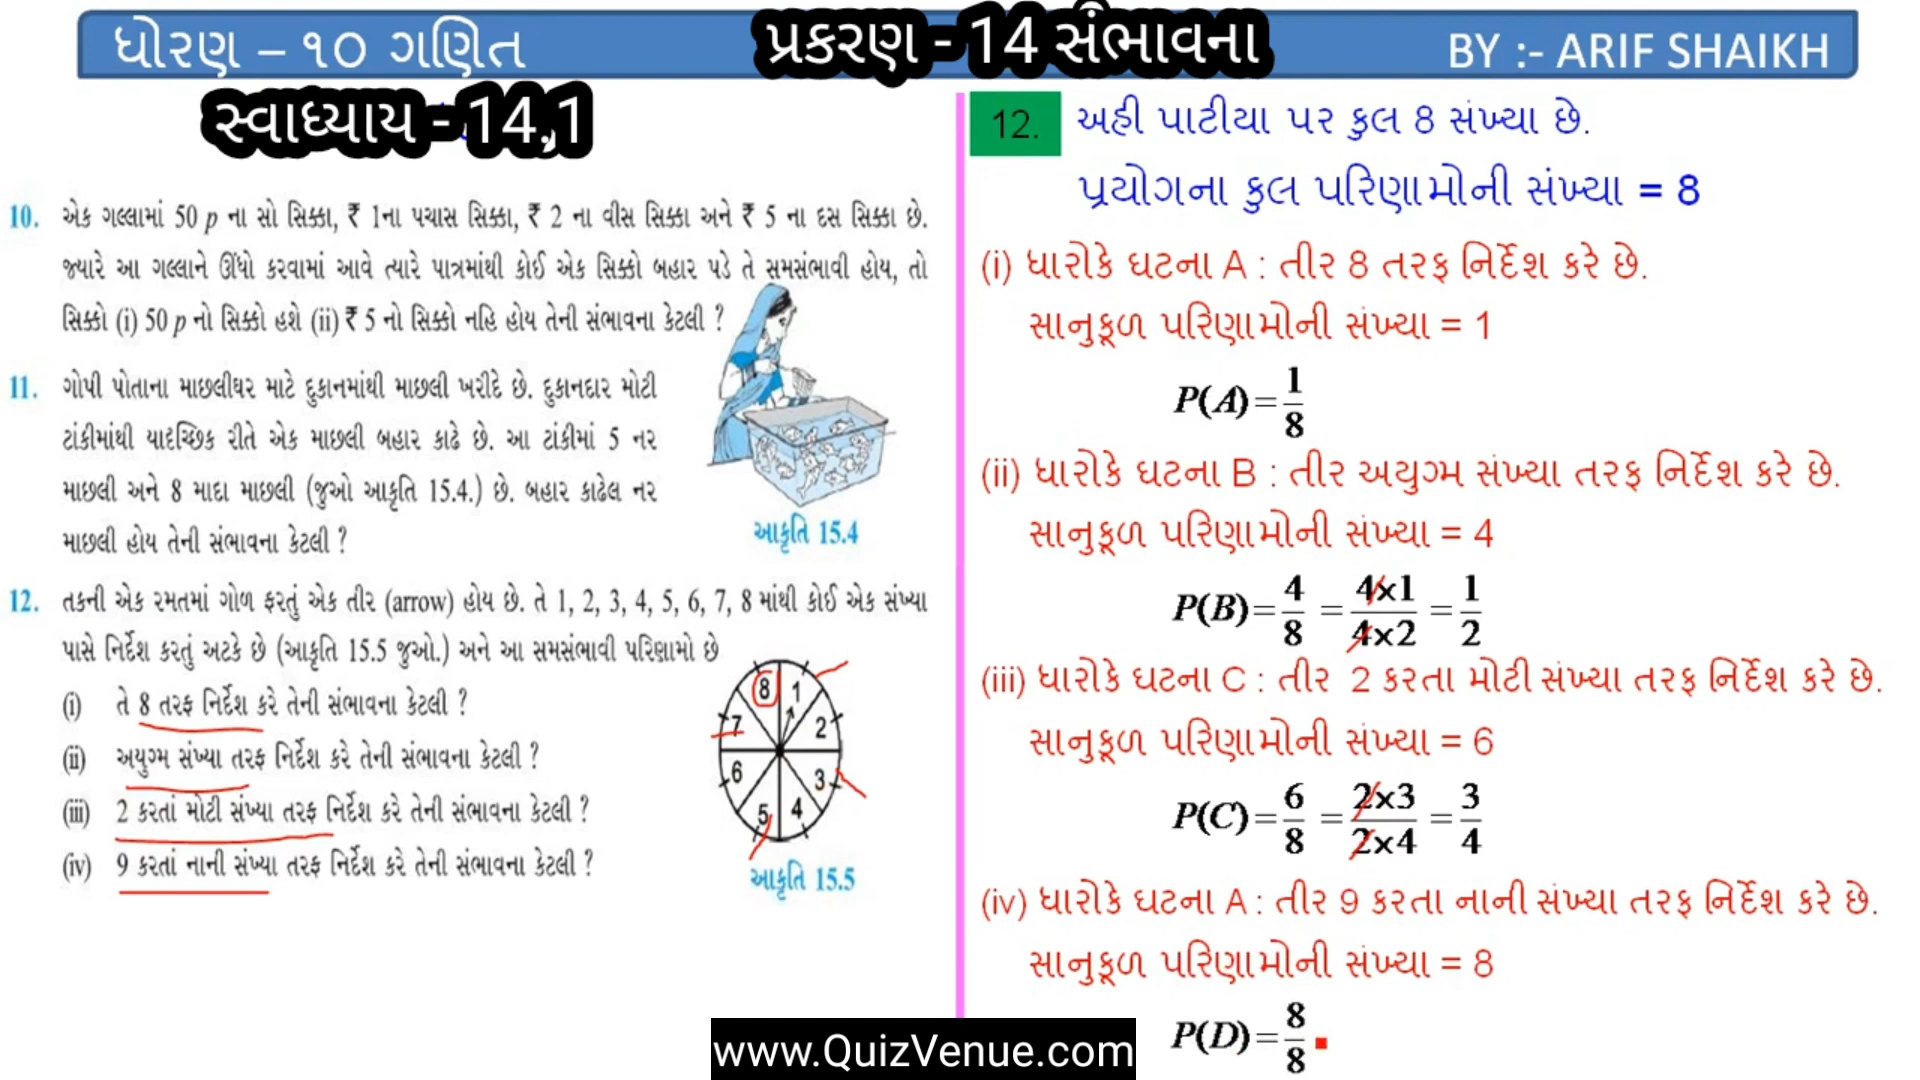 ધોરણ – ૧૦ ગણિત
પ્રકરણ - 14 સંભાવના
BY :- ARIF SHAIKH
સ્વાધ્યાય - 14.1
10. એક ગલ્લામાં 50 p ના સો સિક્કા, ₹ 1ના પચાસ સિક્કા, ₹ 2 ના વીસ સિક્કા અને ₹ 5 ના દસ સિક્કા છે.
જ્યારે આ ગલ્લાને ઊંધો કરવામાં આવે ત્યારે પાત્રમાંથી કોઈ એક સિક્કો બહાર પડે તે સમસંભાવી હોય, તો
સિક્કો (i) 50 p નો સિક્કો હશે (ii) ₹ 5 નો સિક્કો નહિ હોય તેની સંભાવના કેટલી ?
11. ગોપી પોતાના માછલીઘર માટે દુકાનમાંથી માછલી ખરીદે છે. દુકાનદાર મોટી
ટાંકીમાંથી યાદચ્છિક રીતે એક માછલી બહાર કાઢે છે. આ ટાંકીમાં 5 નર
માછલી અને 8 માદા માછલી (જુઓ આકૃતિ 15.4.) છે. બહાર કાઢેલ નર
માછલી હોય તેની સંભાવના કેટલી ?
આકૃતિ 15.4
12. તકની એક રમતમાં ગોળ ફરતું એક તીર (arrow) હોય છે. તે 1, 2, 3, 4, 5, 6, 7, 8 માંથી કોઈ એક સંખ્યા
પાસે નિર્દેશ કરતું અટકે છે (આકૃતિ 15.5 જુઓ.) અને આ સમસંભાવી પરિણામો છે
(i) તે 8 તરફ નિર્દેશ કરે તેની સંભાવના કેટલી ?
(ii) અયુગ્મ સંખ્યા તરફ નિર્દેશ કરે તેની સંભાવના કેટલી ?
(iii) 2 કરતાં મોટી સંખ્યા તરફ નિર્દેશ કરે તેની સંભાવના કેટલી ?
(iv) 9 કરતાં નાની સંખ્યા તરફ નિર્દેશ કરે તેની સંભાવના કેટલી ?
8 1
7 2
6 3
5 4
આકૃતિ 15.5
12. અહી પાટીયા પર કુલ 8 સંખ્યા છે.
પ્રયોગના કુલ પરિણામોની સંખ્યા = 8
(i) ધારોકે ઘટના A : તીર 8 તરફ નિર્દેશ કરે છે.
સાનુકૂળ પરિણામોની સંખ્યા = 1
P(A) = 1/8
(ii) ધારોકે ઘટના B : તીર અયુગ્મ સંખ્યા તરફ નિર્દેશ કરે છે.
સાનુકૂળ પરિણામોની સંખ્યા = 4
P(B) = 4/8 = 4x1/4x2 = 1/2
(iii) ધારોકે ઘટના C : તીર 2 કરતા મોટી સંખ્યા તરફ નિર્દેશ કરે છે.
સાનુકૂળ પરિણામોની સંખ્યા = 6
P(C) = 6/8 = 2x3/2x4 = 3/4
(iv) ધારોકે ઘટના A : તીર 9 કરતા નાની સંખ્યા તરફ નિર્દેશ કરે છે.
સાનુકૂળ પરિણામોની સંખ્યા = 8
P(D) = 8/8
www.QuizVenue.com